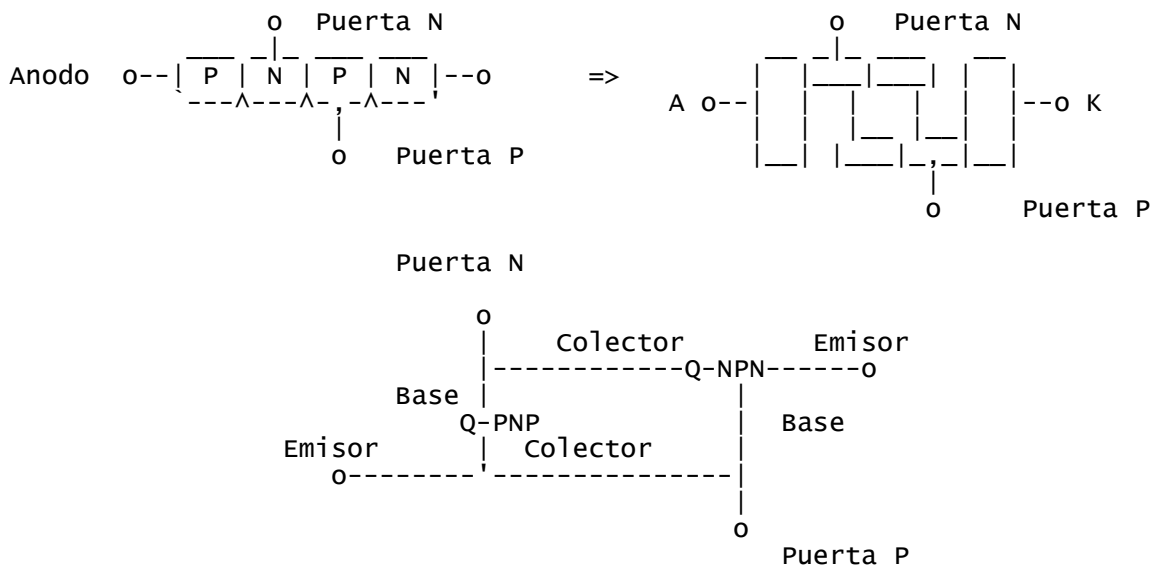 o Puerta N o Puerta N
Anodo o--| P | N | P | N |--o => A o--| |--o K
o Puerta P
o Puerta P
Puerta N
o
Colector Emisor
|------------Q-NPN------o
Base
Q-PNP Base
Emisor Colector
o--------'---------------|
o
Puerta P